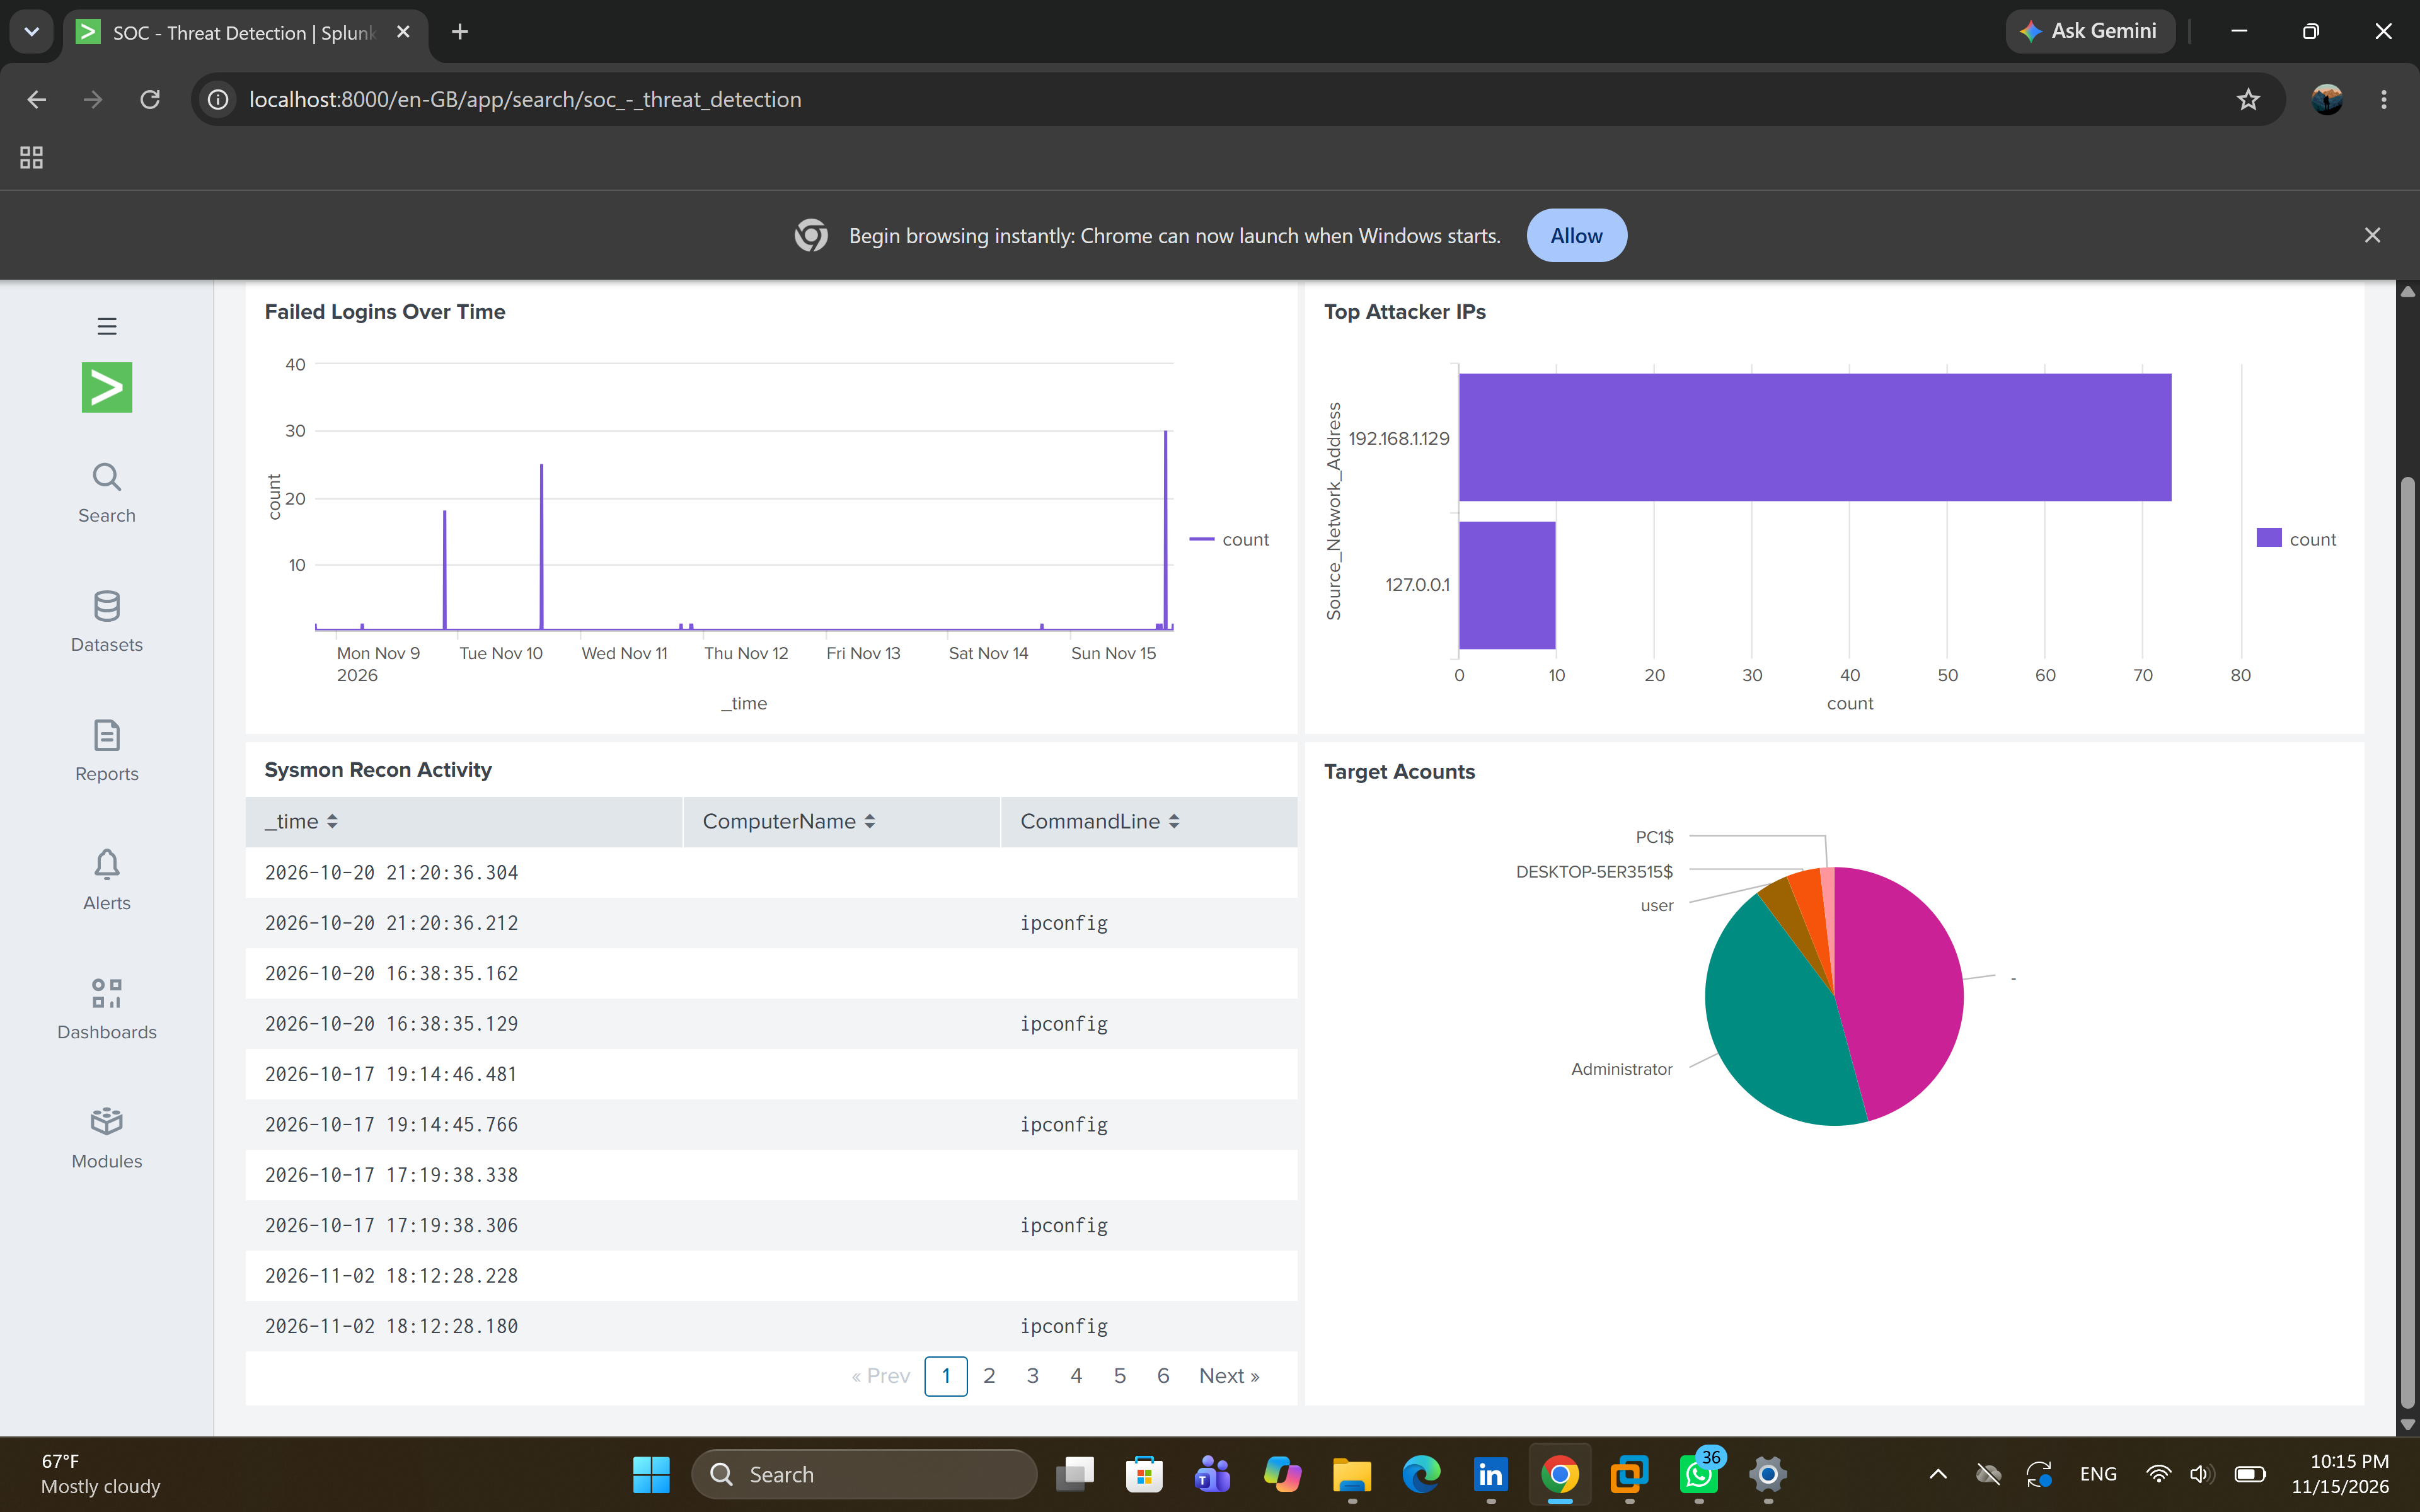 SOC - Threat Detection | Splunk
Ask Gemini
localhost:8000/en-GB/app/search/soc_-_threat_detection
Begin browsing instantly: Chrome can now launch when Windows starts.
Allow
Search
Datasets
Reports
Alerts
Dashboards
Modules
Failed Logins Over Time
40
30
20
10
count
Mon Nov 9
2026
Tue Nov 10
Wed Nov 11
Thu Nov 12
Fri Nov 13
Sat Nov 14
Sun Nov 15
_time
count
Top Attacker IPs
Source_Network_Address
192.168.1.129
127.0.0.1
0 10 20 30 40 50 60 70 80
count
count
Sysmon Recon Activity
_time ComputerName CommandLine
2026-10-20 21:20:36.304
2026-10-20 21:20:36.212 ipconfig
2026-10-20 16:38:35.162
2026-10-20 16:38:35.129 ipconfig
2026-10-17 19:14:46.481
2026-10-17 19:14:45.766 ipconfig
2026-10-17 17:19:38.338
2026-10-17 17:19:38.306 ipconfig
2026-11-02 18:12:28.228
2026-11-02 18:12:28.180 ipconfig
« Prev 1 2 3 4 5 6 Next »
Target Acounts
PC1$
DESKTOP-5ER3515$
user
-
Administrator
67°F
Mostly cloudy
Search
36
ENG
10:15 PM
11/15/2026